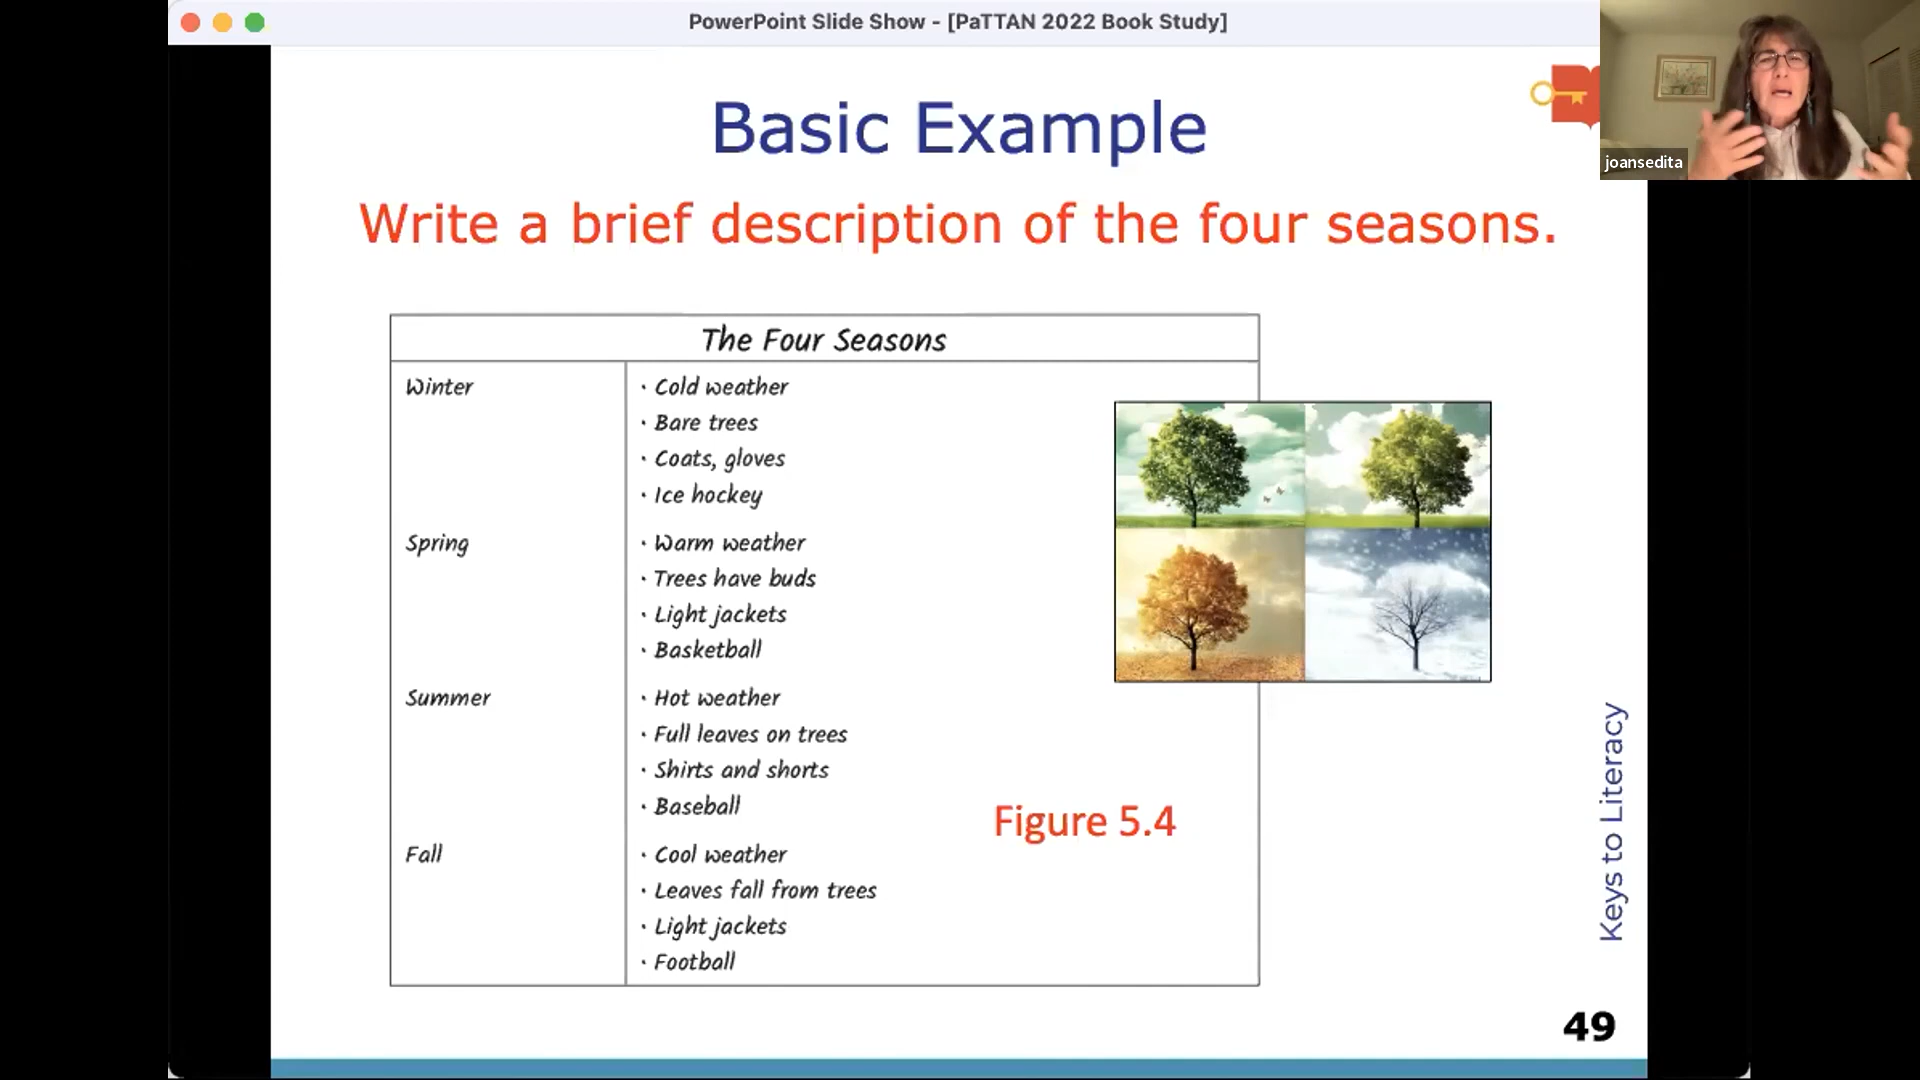 PowerPoint Slide Show - [PaTTAN 2022 Book Study]
joansedita
Basic Example
Write a brief description of the four seasons.
The Four Seasons
Winter
· Cold weather
· Bare trees
· Coats, gloves
· Ice hockey
Spring
· Warm weather
· Trees have buds
· Light jackets
· Basketball
Summer
· Hot weather
· Full leaves on trees
· Shirts and shorts
· Baseball
Fall
· Cool weather
· Leaves fall from trees
· Light jackets
· Football
Figure 5.4
Keys to Literacy
49